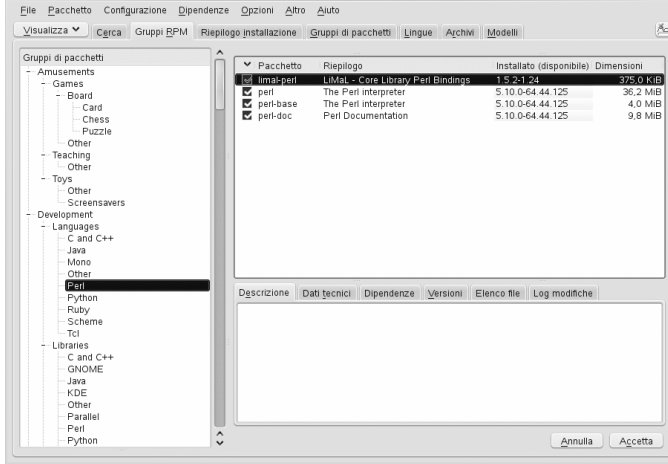 File Pacchetto Configurazione Dipendenze Opzioni Altro Aiuto
Visualizza Cerca Gruppi RPM Riepilogo installazione Gruppi di pacchetti Lingue Archivi Modelli
Gruppi di pacchetti
Amusements
Games
Board
Card
Chess
Puzzle
Other
Teaching
Other
Toys
Other
Screensavers
Development
Languages
C and C++
Java
Mono
Other
Perl
Python
Ruby
Scheme
Tcl
Libraries
C and C++
GNOME
Java
KDE
Other
Parallel
Perl
Python
Pacchetto Riepilogo Installato (disponibile) Dimensioni
limal-perl LiMaL - Core Library Perl Bindings 1.5.2-1.24 375,0 KiB
perl The Perl interpreter 5.10.0-64.44.125 36,2 MiB
perl-base The Perl interpreter 5.10.0-64.44.125 4,0 MiB
perl-doc Perl Documentation 5.10.0-64.44.125 9,8 MiB
Descrizione Dati tecnici Dipendenze Versioni Elenco file Log modifiche
Annulla Accetta